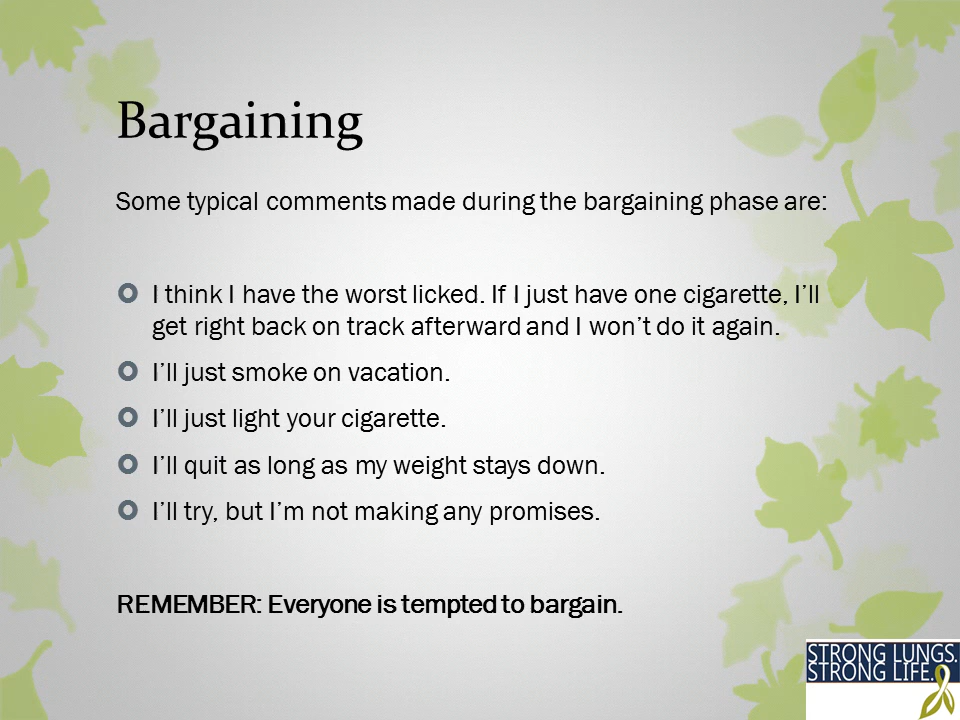 Bargaining
Some typical comments made during the bargaining phase are:
I think I have the worst licked. If I just have one cigarette, I’ll
get right back on track afterward and I won’t do it again.
I’ll just smoke on vacation.
I’ll just light your cigarette.
I’ll quit as long as my weight stays down.
I’ll try, but I’m not making any promises.
REMEMBER: Everyone is tempted to bargain.
STRONG LUNGS.
STRONG LIFE.